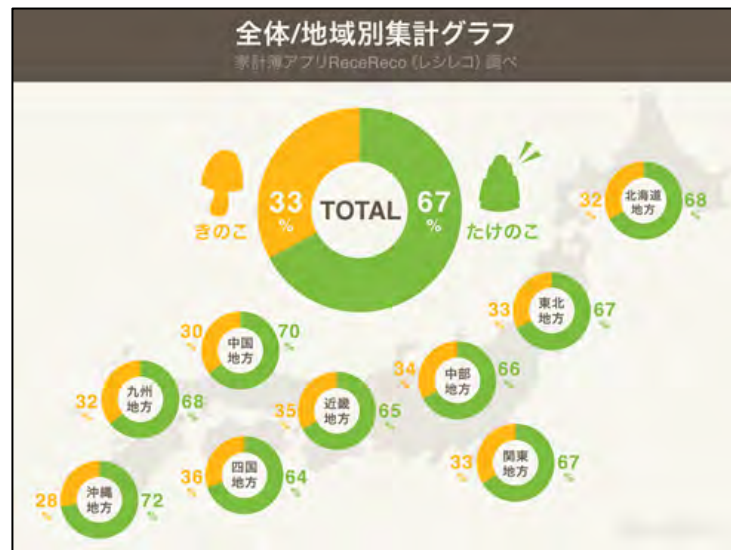 全体/地域別集計グラフ
家計簿アプリReceReco(レシレコ)調べ
33
%
TOTAL
67
%
きのこ
たけのこ
32
%
北海道
地方
68
%
33
%
東北
地方
67
%
30
%
中国
地方
70
%
34
%
中部
地方
66
%
32
%
九州
地方
68
%
35
%
近畿
地方
65
%
33
%
関東
地方
67
%
36
%
四国
地方
64
%
28
%
沖縄
地方
72
%